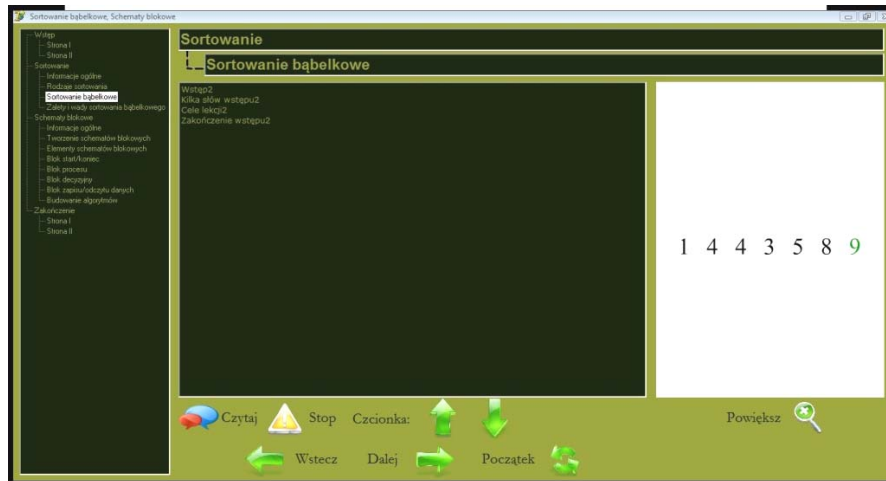 Sortowanie bąbelkowe, Schematy blokowe
Wstęp
Strona I
Strona II
Sortowanie
Informacje ogólne
Rodzaje sortowania
Sortowanie bąbelkowe
Zalety i wady sortowania bąbelkowego
Schematy blokowe
Informacje ogólne
Tworzenie schematów blokowych
Elementy schematów blokowych
Blok start/koniec
Blok procesu
Blok decyzyjny
Blok zapisu/odczytu danych
Budowanie algorytmów
Zakończenie
Strona I
Strona II
Sortowanie
Sortowanie bąbelkowe
Wstęp2
Kilka słów wstępu2
Cele lekcji2
Zakończenie wstępu2
1 4 4 3 5 8 9
Czytaj Stop Czcionka: Powiększ
Wstecz Dalej Początek